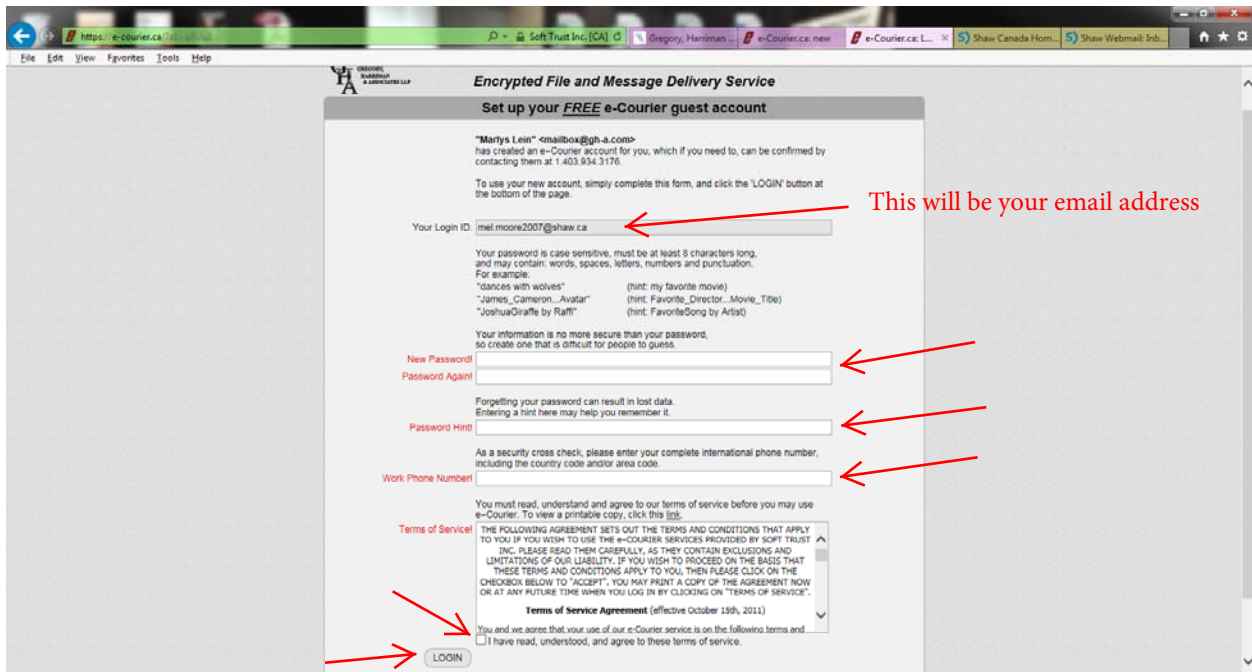 https://e-courier.ca/
Soft Trust Inc. [CA]
Gregory, Harriman ...
e-Courier.ca: new
e-Courier.ca: L...
Shaw Canada Hom...
Shaw Webmail: Inb...
File Edit View Favorites Tools Help
GREGORY,
HARRIMAN
& ASSOCIATES LLP
Encrypted File and Message Delivery Service
Set up your FREE e-Courier guest account
"Marlys Lein" <mailbox@gh-a.com>
has created an e-Courier account for you, which if you need to, can be confirmed by
contacting them at 1.403.934.3176.
To use your new account, simply complete this form, and click the 'LOGIN' button at
the bottom of the page.
This will be your email address
Your Login ID: mel.moore2007@shaw.ca
Your password is case sensitive, must be at least 8 characters long,
and may contain: words, spaces, letters, numbers and punctuation.
For example:
"dances with wolves" (hint: my favorite movie)
"James_Cameron...Avatar" (hint: Favorite_Director...Movie_Title)
"JoshuaGiraffe by Raffi" (hint: FavoriteSong by Artist)
Your information is no more secure than your password,
so create one that is difficult for people to guess.
New Password!
Password Again!
Forgetting your password can result in lost data.
Entering a hint here may help you remember it.
Password Hint!
As a security cross check, please enter your complete international phone number,
including the country code and/or area code.
Work Phone Number!
You must read, understand and agree to our terms of service before you may use
e-Courier. To view a printable copy, click this link.
Terms of Service!
THE FOLLOWING AGREEMENT SETS OUT THE TERMS AND CONDITIONS THAT APPLY
TO YOU IF YOU WISH TO USE THE e-COURIER SERVICES PROVIDED BY SOFT TRUST
INC. PLEASE READ THEM CAREFULLY, AS THEY CONTAIN EXCLUSIONS AND
LIMITATIONS OF OUR LIABILITY. IF YOU WISH TO PROCEED ON THE BASIS THAT
THESE TERMS AND CONDITIONS APPLY TO YOU, THEN PLEASE CLICK ON THE
CHECKBOX BELOW TO "ACCEPT". YOU MAY PRINT A COPY OF THE AGREEMENT NOW
OR AT ANY FUTURE TIME WHEN YOU LOG IN BY CLICKING ON "TERMS OF SERVICE".
Terms of Service Agreement (effective October 15th, 2011)
You and we agree that your use of our e-Courier service is on the following terms and
I have read, understood, and agree to these terms of service.
LOGIN